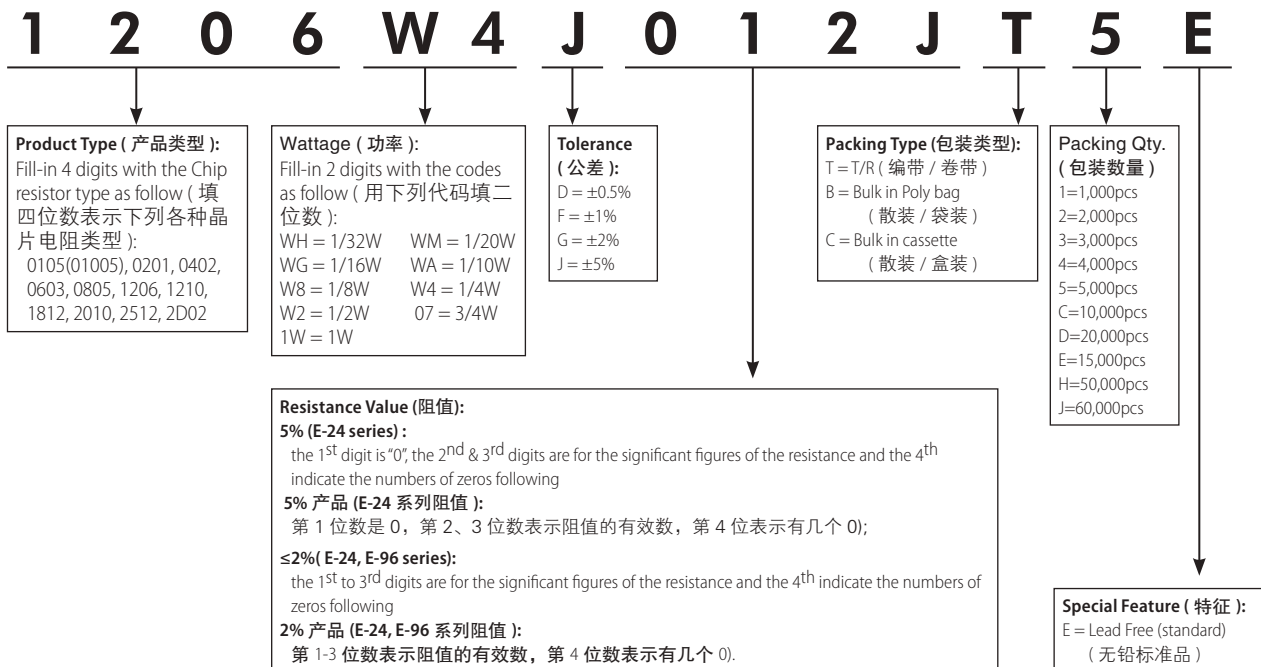 1 2 0 6 W 4 J 0 1 2 J T 5 E
Product Type ( 产品类型 ):
Fill-in 4 digits with the Chip
resistor type as follow ( 填
四位数表示下列各种晶
片电阻类型 ):
0105(01005), 0201, 0402,
0603, 0805, 1206, 1210,
1812, 2010, 2512, 2D02
Wattage ( 功率 ):
Fill-in 2 digits with the codes
as follow ( 用下列代码填二
位数 ):
WH = 1/32W WM = 1/20W
WG = 1/16W WA = 1/10W
W8 = 1/8W W4 = 1/4W
W2 = 1/2W 07 = 3/4W
1W = 1W
Tolerance
( 公差 ):
D = ±0.5%
F = ±1%
G = ±2%
J = ±5%
Packing Type (包装类型):
T = T/R ( 编带 / 卷带 )
B = Bulk in Poly bag
( 散装 / 袋装 )
C = Bulk in cassette
( 散装 / 盒装 )
Packing Qty.
( 包装数量 )
1=1,000pcs
2=2,000pcs
3=3,000pcs
4=4,000pcs
5=5,000pcs
C=10,000pcs
D=20,000pcs
E=15,000pcs
H=50,000pcs
J=60,000pcs
Resistance Value (阻值):
5% (E-24 series) :
the 1st digit is "0", the 2nd & 3rd digits are for the significant figures of the resistance and the 4th
indicate the numbers of zeros following
5% 产品 (E-24 系列阻值 ):
第 1 位数是 0，第 2、3 位数表示阻值的有效数，第 4 位表示有几个 0);
≤2%( E-24, E-96 series):
the 1st to 3rd digits are for the significant figures of the resistance and the 4th indicate the numbers of
zeros following
2% 产品 (E-24, E-96 系列阻值 ):
第 1-3 位数表示阻值的有效数，第 4 位数表示有几个 0).
Special Feature ( 特征 ):
E = Lead Free (standard)
( 无铅标准品 )